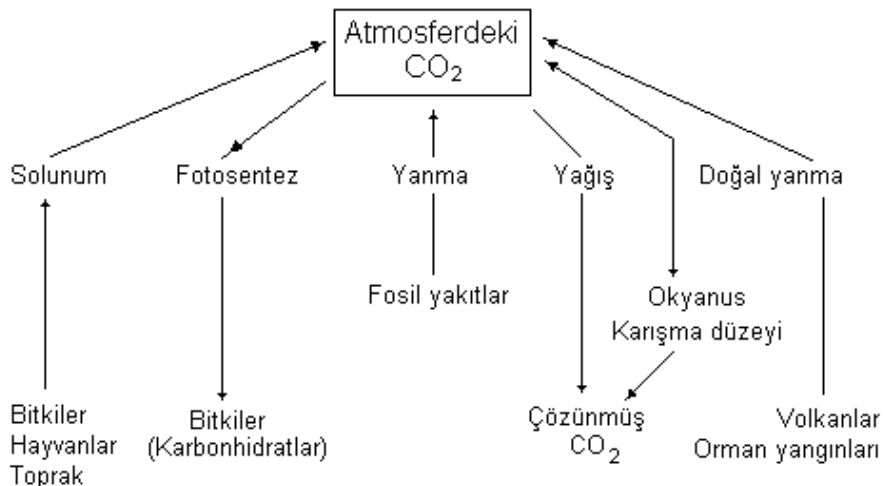 Atmosferdeki
CO₂
Solunum
Fotosentez
Yanma
Yağış
Doğal yanma
Fosil yakıtlar
Okyanus
Karışma düzeyi
Bitkiler
Hayvanlar
Toprak
Bitkiler
(Karbonhidratlar)
Çözünmüş
CO₂
Volkanlar
Orman yangınları